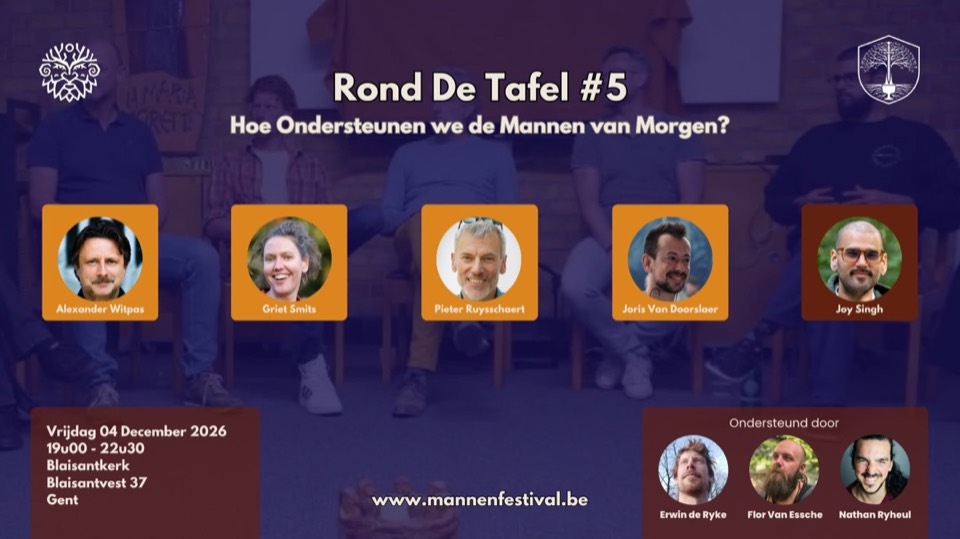 Rond De Tafel #5
Hoe Ondersteunen we de Mannen van Morgen?
Alexander Witpas
Griet Smits
Pieter Ruysschaert
Joris Van Doorslaer
Joy Singh
Vrijdag 04 December 2026
19u00 - 22u30
Blaisantkerk
Blaisantvest 37
Gent
www.mannenfestival.be
Ondersteund door
Erwin de Ryke
Flor Van Essche
Nathan Ryheul